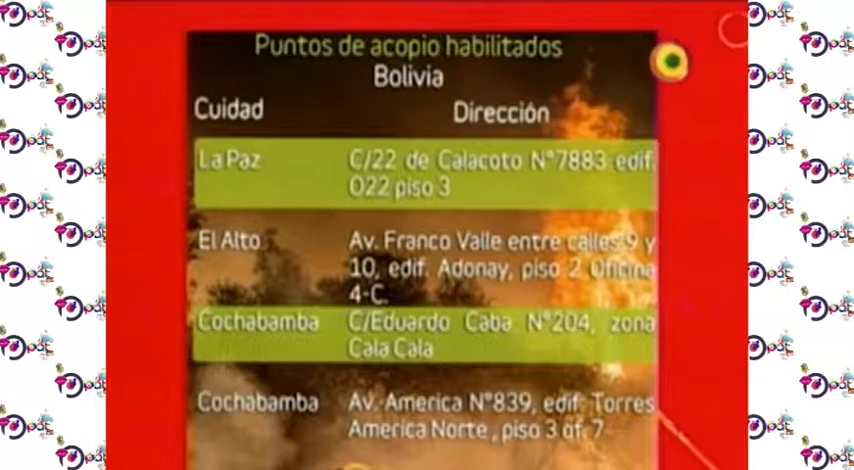 Puntos de acopio habilitados
Bolivia
Cuidad Dirección
La Paz C/22 de Calacoto N°7883 edif.
O22 piso 3
El Alto Av. Franco Valle entre calles 9 y
10, edif. Adonay, piso 2 Oficina
4-C.
Cochabamba C/Eduardo Caba N°204, zona
Cala Cala
Cochabamba Av. America N°839, edif. Torres
America Norte, piso 3 of. 7